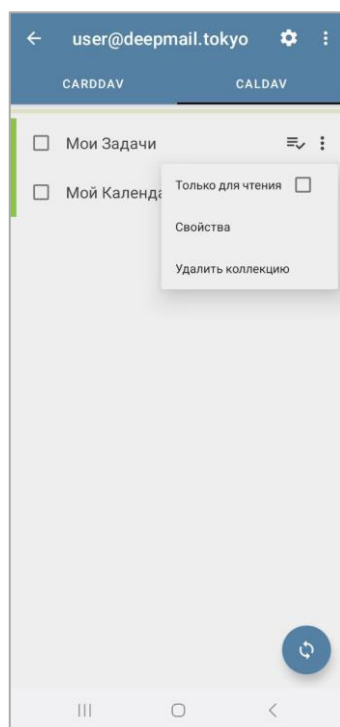 user@deepmail.tokyo
CARDDAV CALDAV
Мои Задачи
Мой Календа
Только для чтения
Свойства
Удалить коллекцию